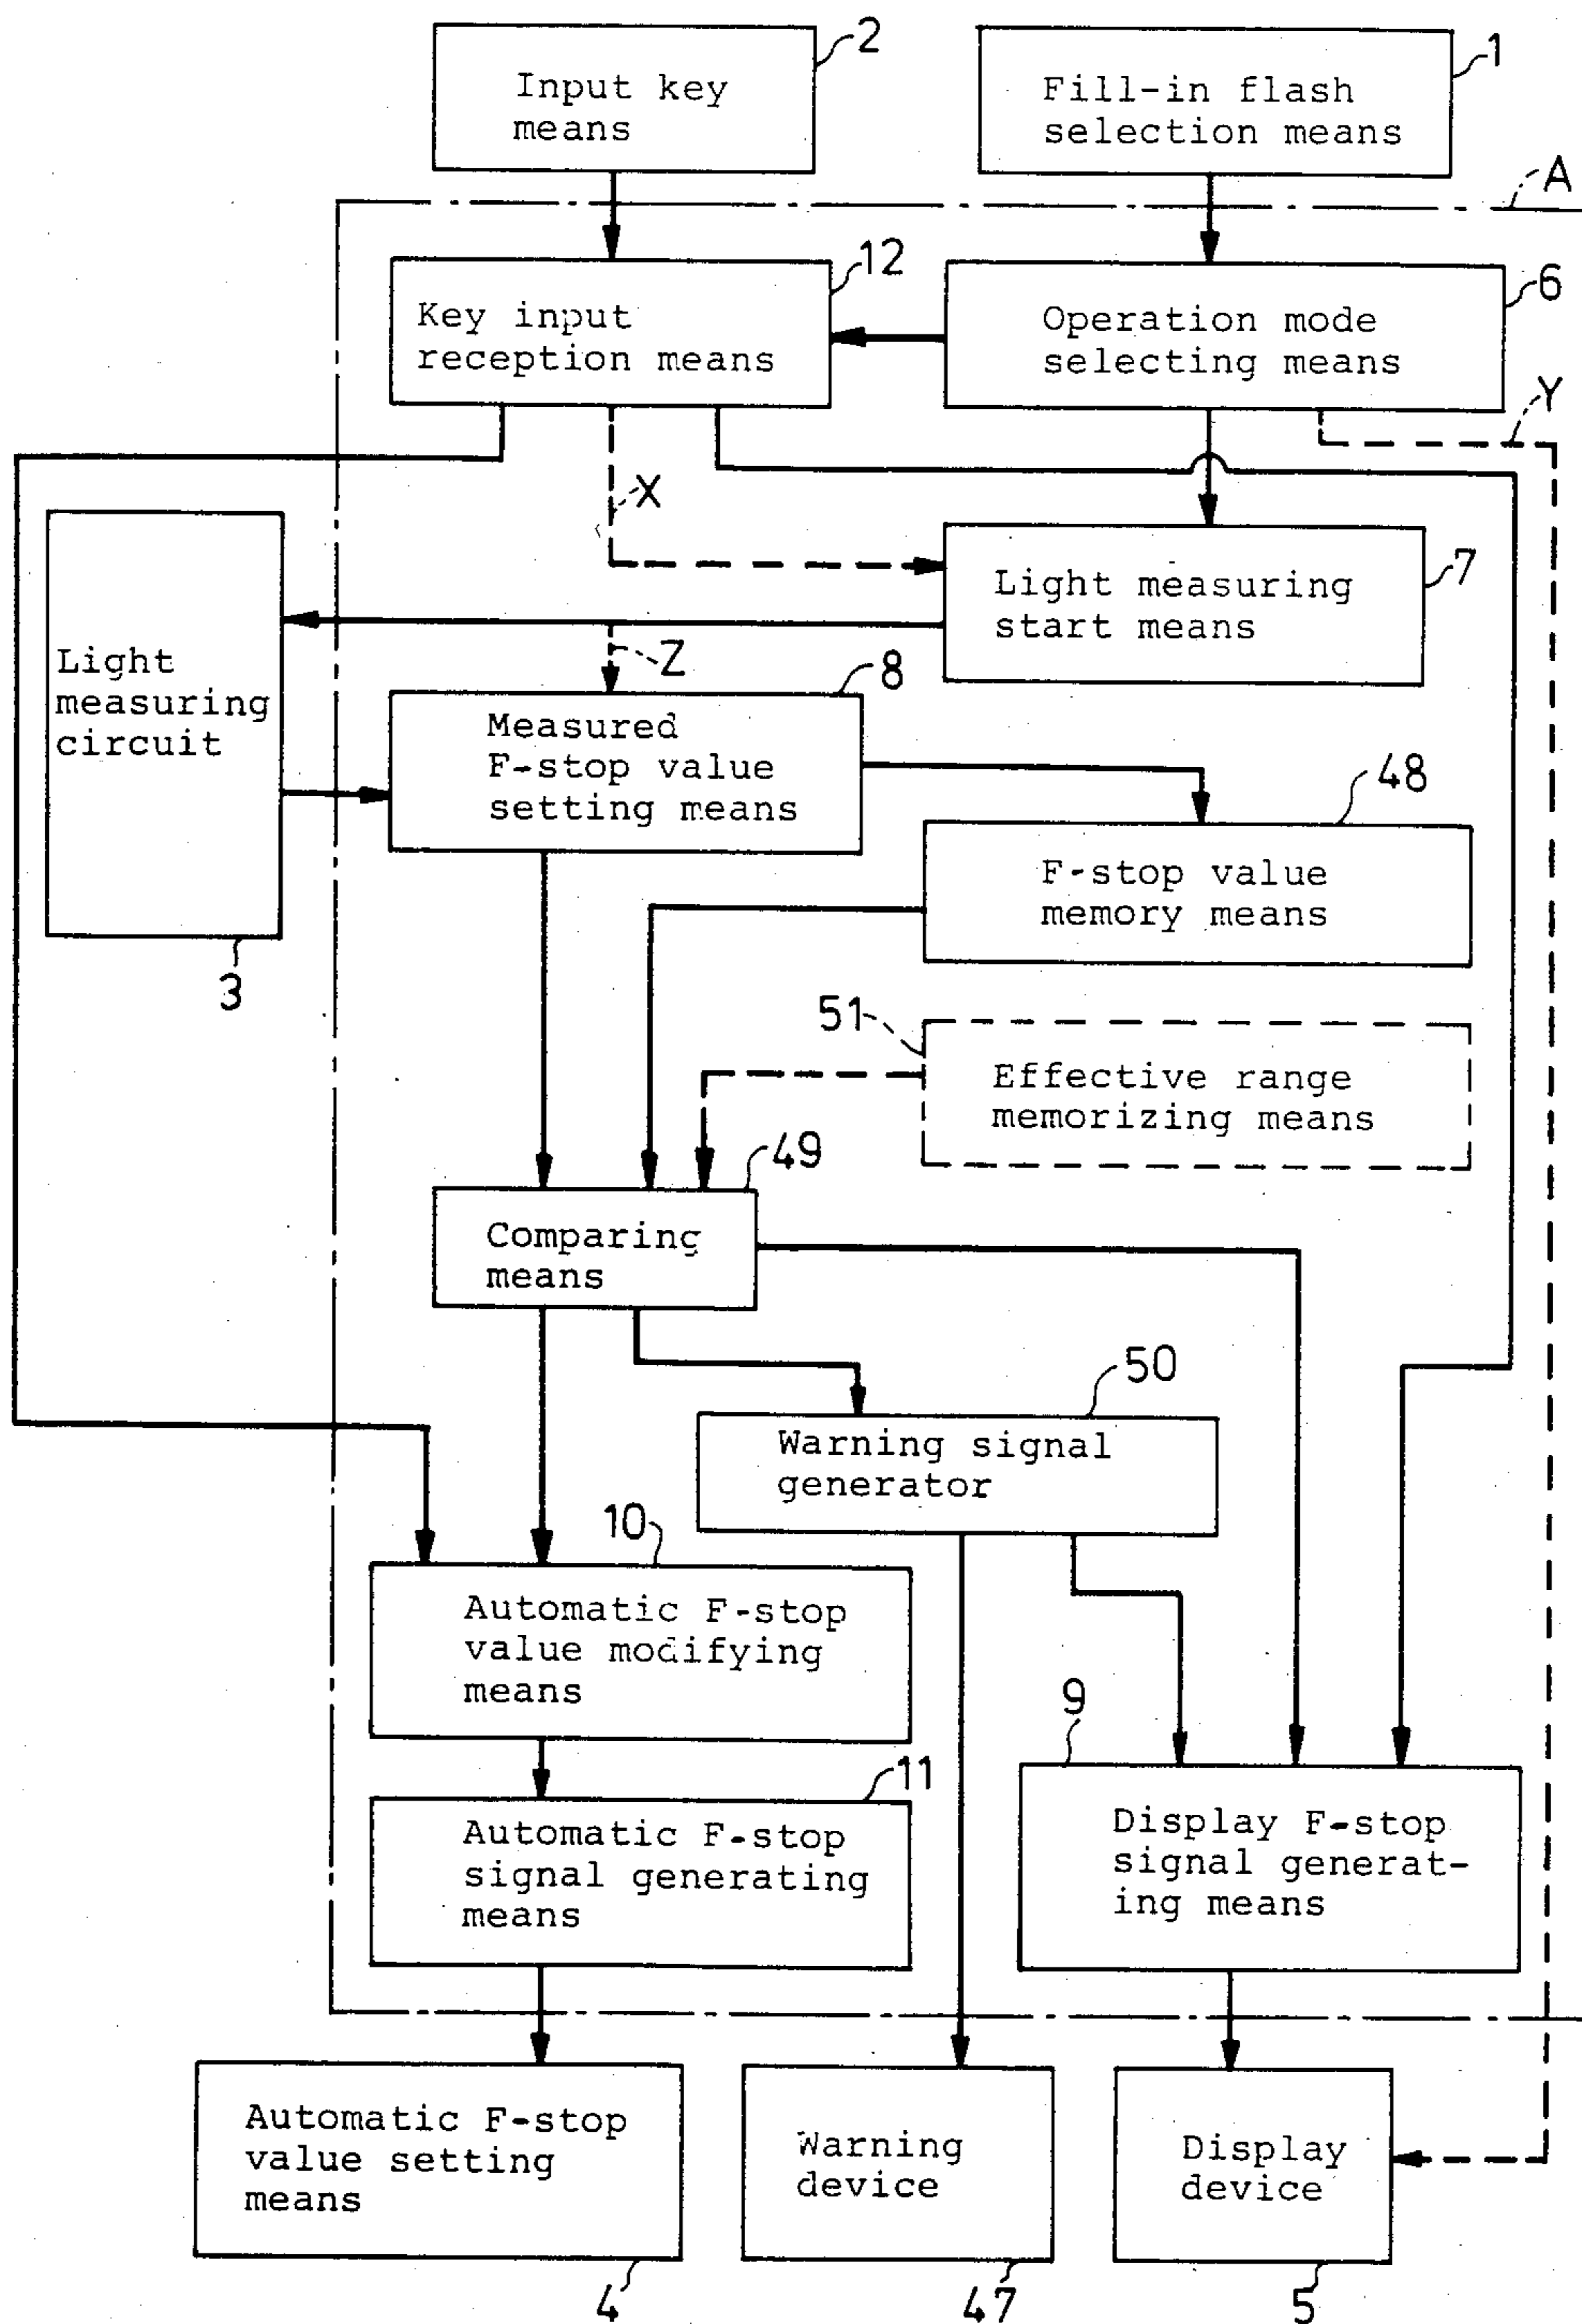 2
1
Input key
means
Fill-in flash
selection means
A
12
6
Key input
reception means
Operation mode
selecting means
Y
X
7
Light measuring
start means
Light
measuring
circuit
Z
8
Measured
F-stop value
setting means
48
F-stop value
memory means
3
51
Effective range
memorizing means
49
Comparing
means
50
Warning signal
generator
10
Automatic F-stop
value modifying
means
9
11
Automatic F-stop
signal generating
means
Display F-stop
signal generat-
ing means
Automatic F-stop
value setting
means
Warning
device
Display
device
4
47
5